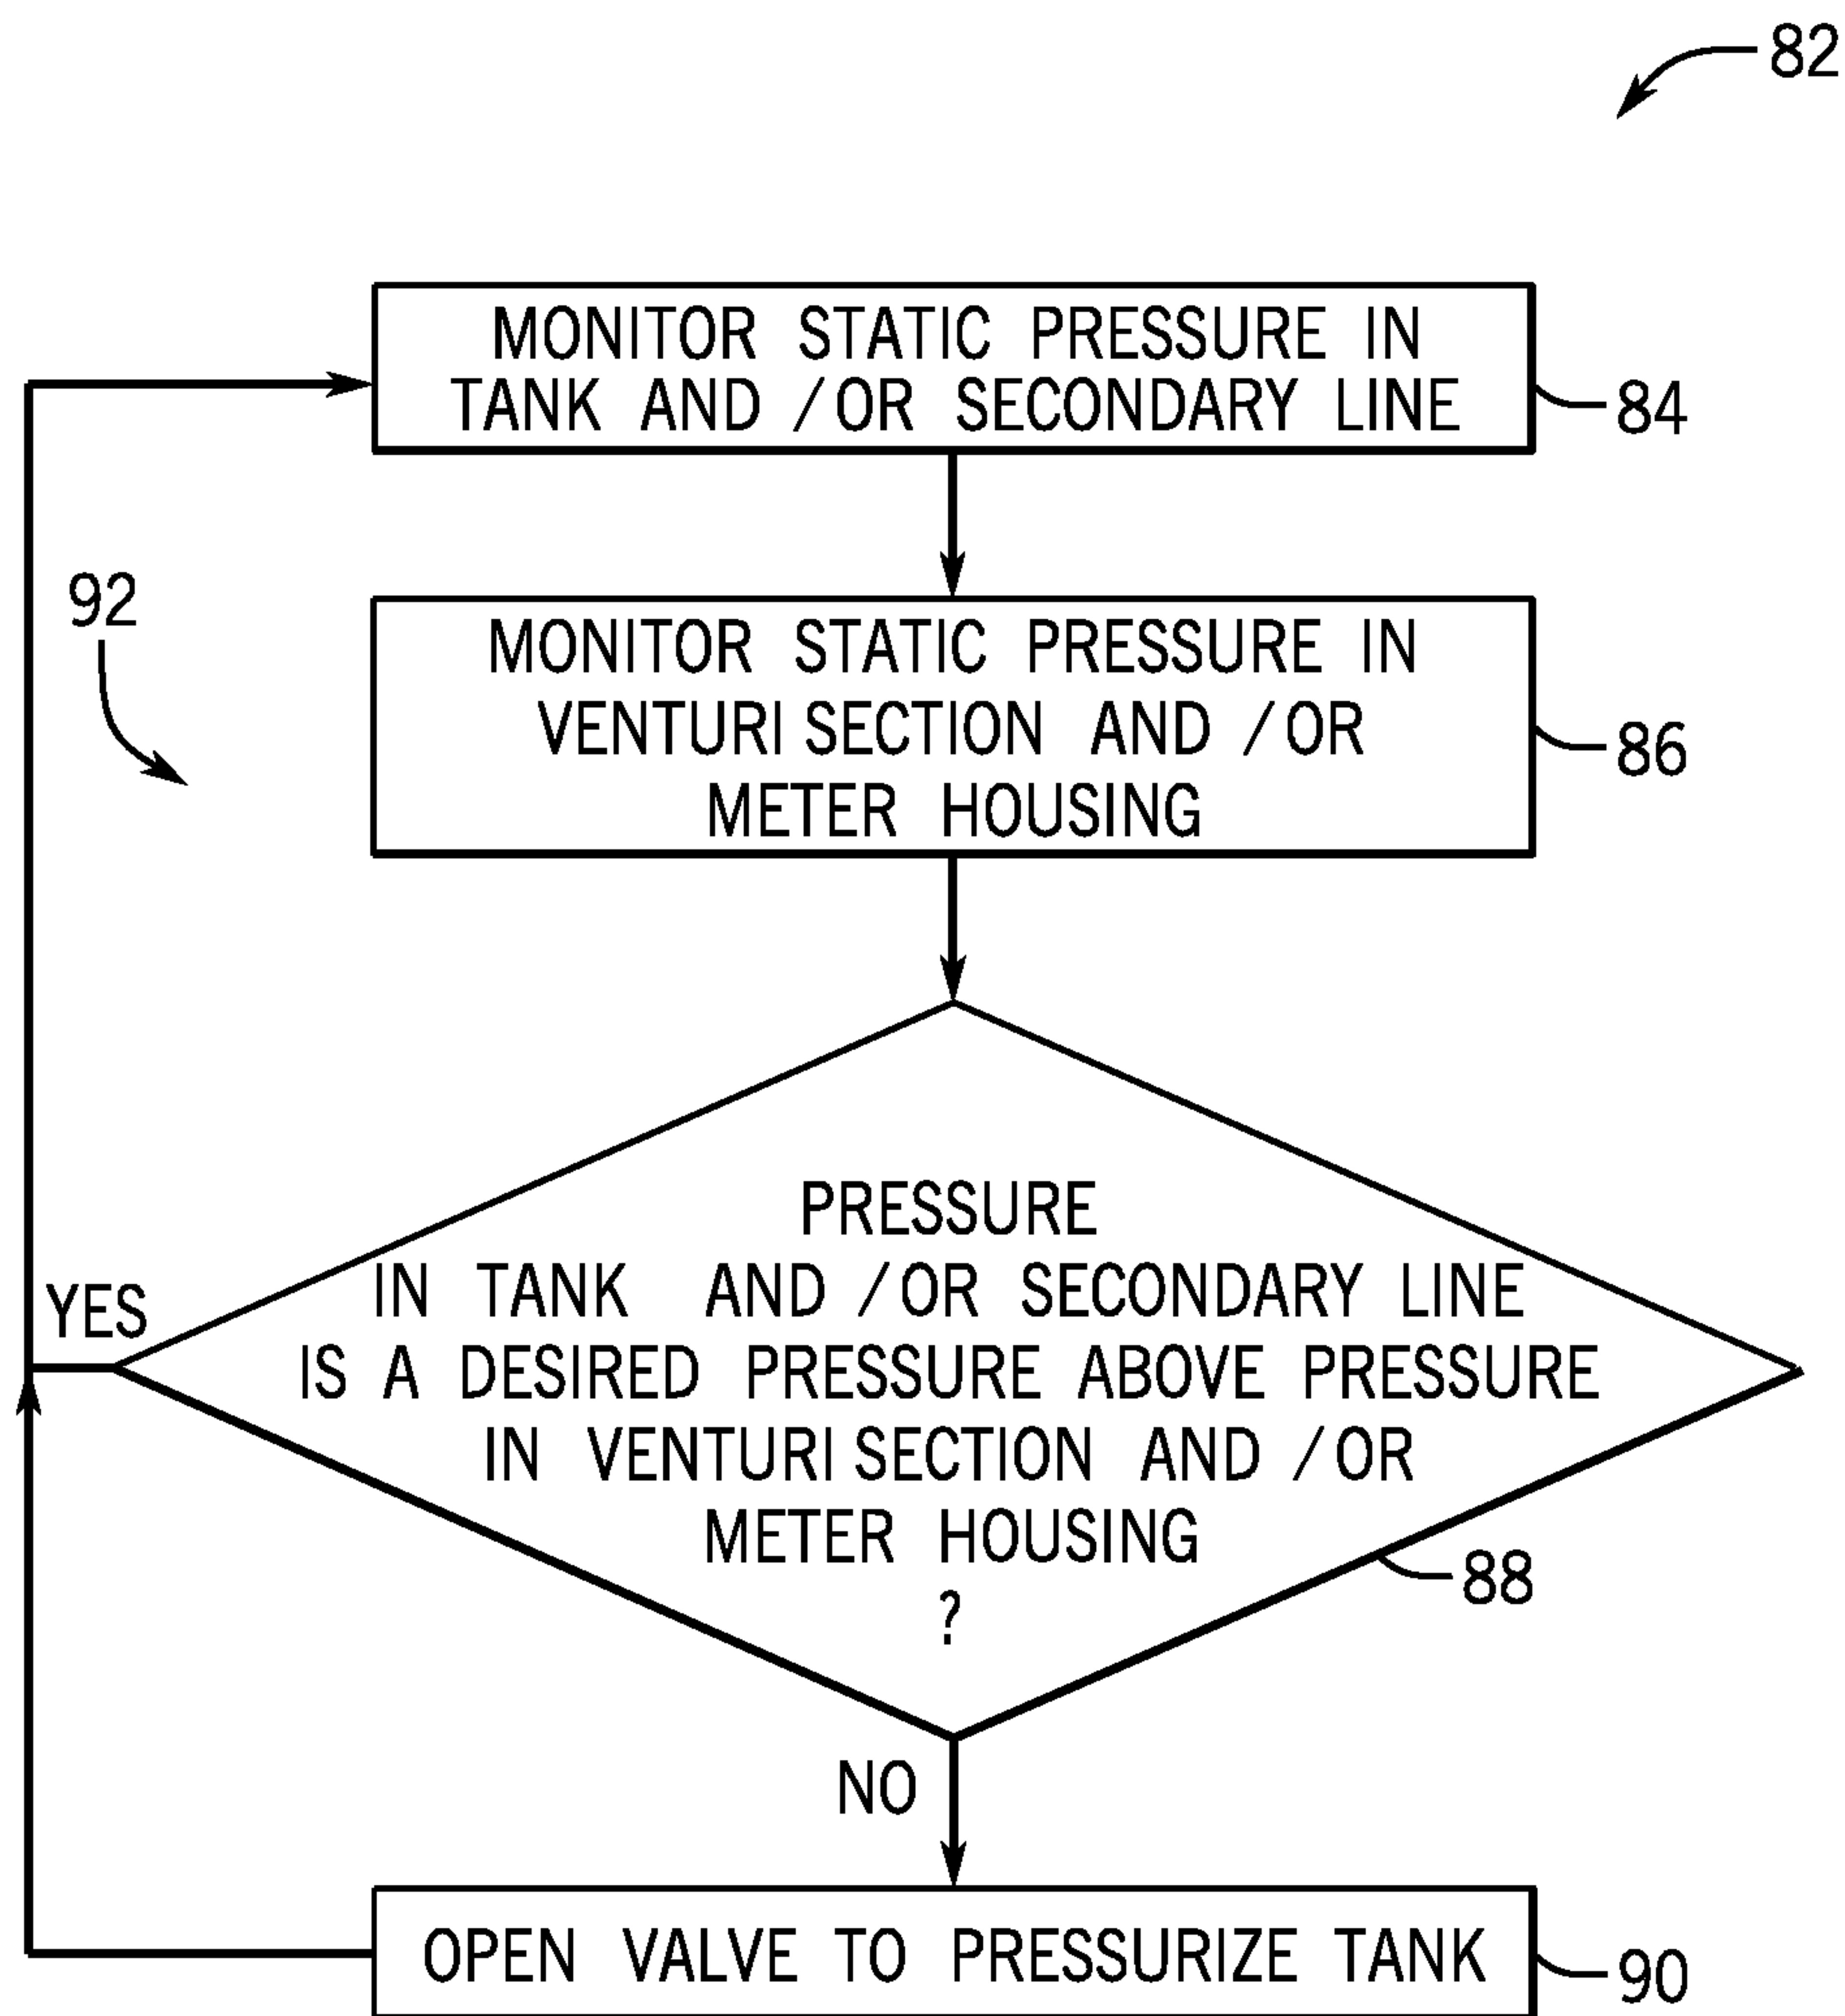 82
MONITOR STATIC PRESSURE IN
TANK AND /OR SECONDARY LINE
84
92
MONITOR STATIC PRESSURE IN
VENTURI SECTION AND /OR
METER HOUSING
86
PRESSURE
IN TANK AND /OR SECONDARY LINE
IS A DESIRED PRESSURE ABOVE PRESSURE
IN VENTURI SECTION AND /OR
METER HOUSING
?
YES
88
NO
OPEN VALVE TO PRESSURIZE TANK
90